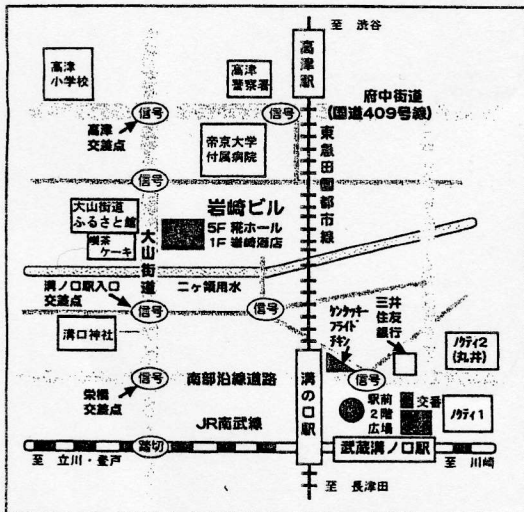 至 渋谷
高津駅
高津
小学校
高津
警察署
府中街道
(国道409号線)
信号
信号
高津
交差点
帝京大学
付属病院
東急田園都市線
信号
岩崎ビル
5F 糀ホール
1F 岩崎酒店
大山街道
ふるさと館
喫茶
ケーキ
大山街道
二ヶ領用水
溝ノ口駅入口
交差点
信号
信号
ケンタッキー
フライド
チキン
三井
住友
銀行
溝口神社
ノクティ2
(丸井)
信号
南部沿線道路
溝の口駅
信号
栄橋
交差点
駅前
2階
広場
交番
ノクティ1
JR南武線
踏切
武蔵溝ノ口駅
至 立川・登戸
至 川崎
至 長津田